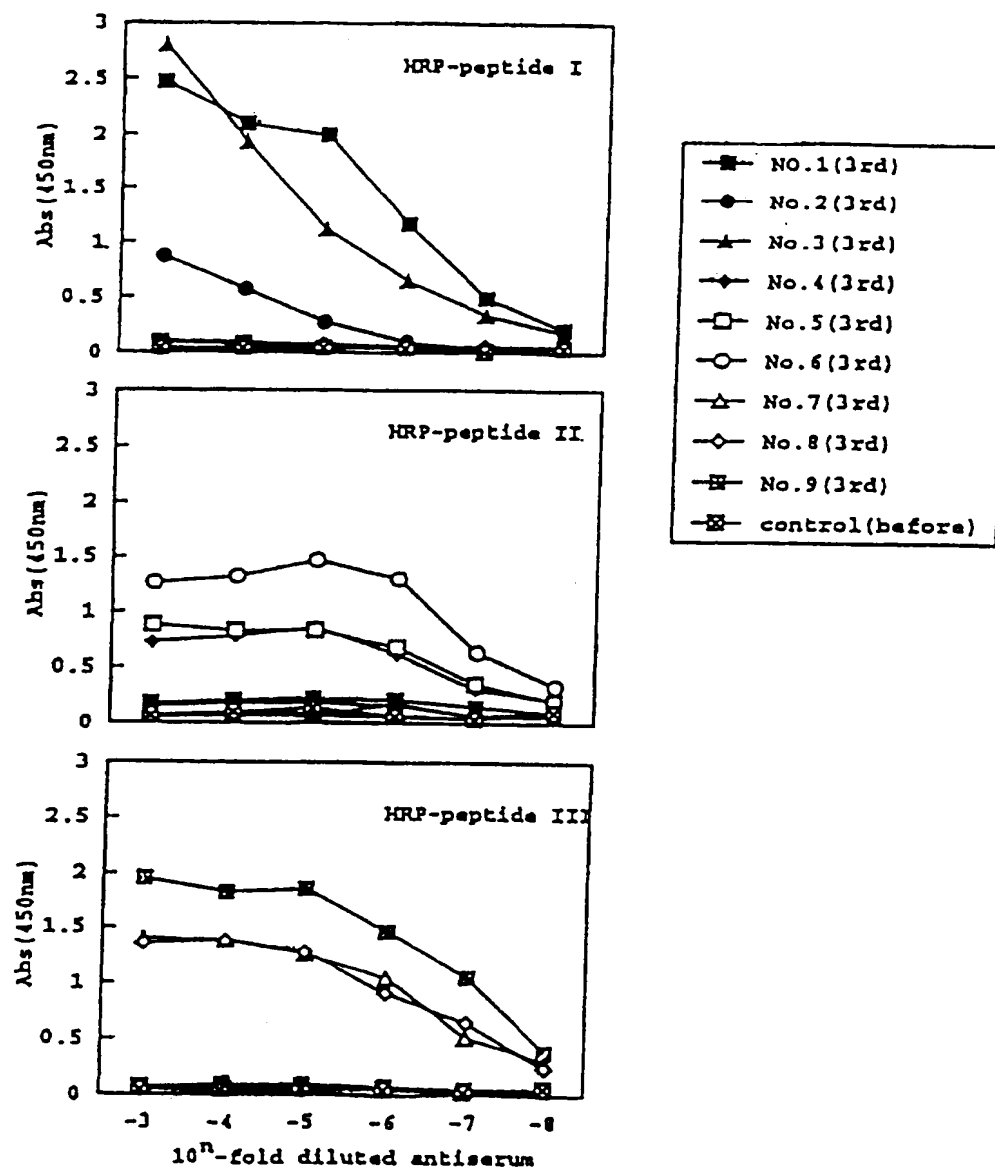 3
2.5
2
1.5
1
0.5
0
Abs(450nm)
HRP-peptide I
3
2.5
2
1.5
1
0.5
0
Abs(450nm)
HRP-peptide II
3
2.5
2
1.5
1
0.5
0
Abs(450nm)
HRP-peptide III
-3 -4 -5 -6 -7 -8
10ⁿ-fold diluted antiserum
NO.1(3rd)
No.2(3rd)
No.3(3rd)
No.4(3rd)
No.5(3rd)
No.6(3rd)
No.7(3rd)
No.8(3rd)
No.9(3rd)
control(before)